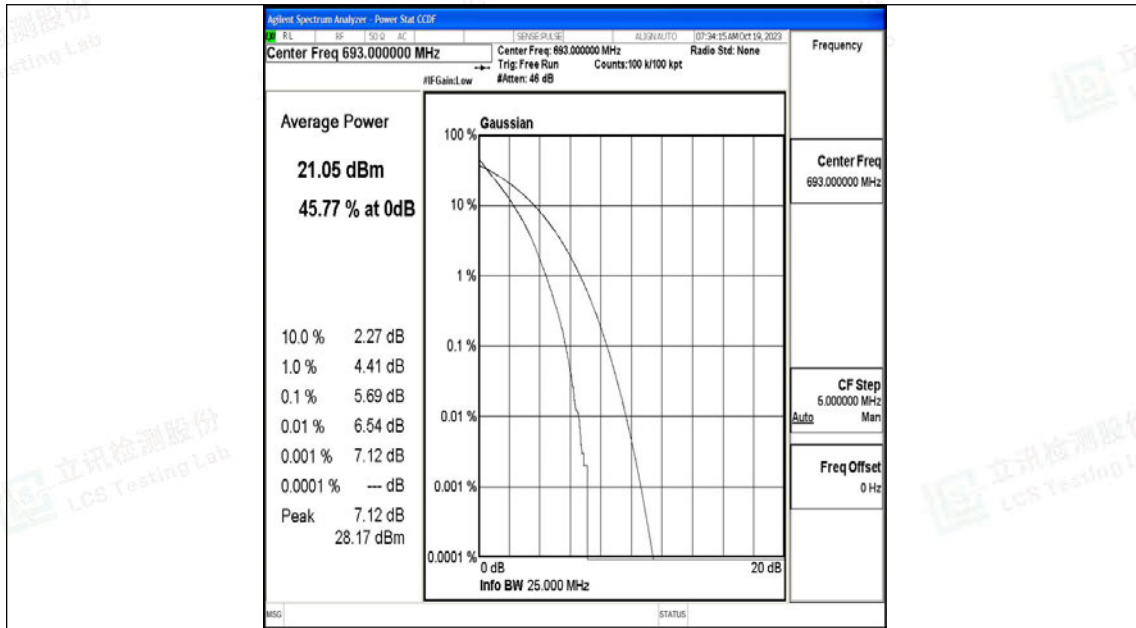 Agilent Spectrum Analyzer - Power Stat CCDF
RL RF 50 Ω AC SENSE:PULSE ALIGNAUTO 07:34:15 AM Oct 19, 2023
Center Freq 693.000000 MHz
Center Freq: 693.000000 MHz
Radio Std: None
Trig: Free Run
Counts:100 k/100 kpt
#IFGain:Low
#Atten: 46 dB
Frequency
Average Power
21.05 dBm
45.77 % at 0dB
10.0 % 2.27 dB
1.0 % 4.41 dB
0.1 % 5.69 dB
0.01 % 6.54 dB
0.001 % 7.12 dB
0.0001 % --- dB
Peak 7.12 dB
28.17 dBm
Gaussian
100 %
10 %
1 %
0.1 %
0.01 %
0.001 %
0.0001 %
0 dB
20 dB
Info BW 25.000 MHz
Center Freq
693.000000 MHz
CF Step
5.000000 MHz
Auto Man
Freq Offset
0 Hz
MSG
STATUS
立讯检测股份
LCS Testing Lab